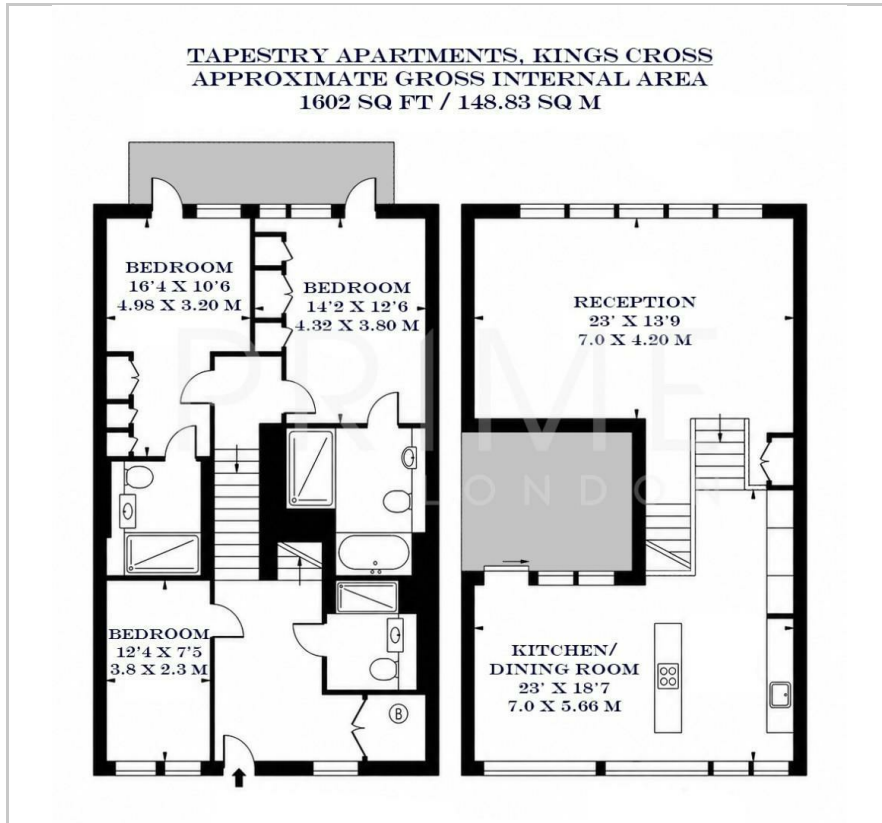 TAPESTRY APARTMENTS, KINGS CROSS
APPROXIMATE GROSS INTERNAL AREA
1602 SQ FT / 148.83 SQ M
BEDROOM
16'4 X 10'6
4.98 X 3.20 M
BEDROOM
14'2 X 12'6
4.32 X 3.80 M
RECEPTION
23' X 13'9
7.0 X 4.20 M
PRIME
LONDON
BEDROOM
12'4 X 7'5
3.8 X 2.3 M
B
KITCHEN/
DINING ROOM
23' X 18'7
7.0 X 5.66 M